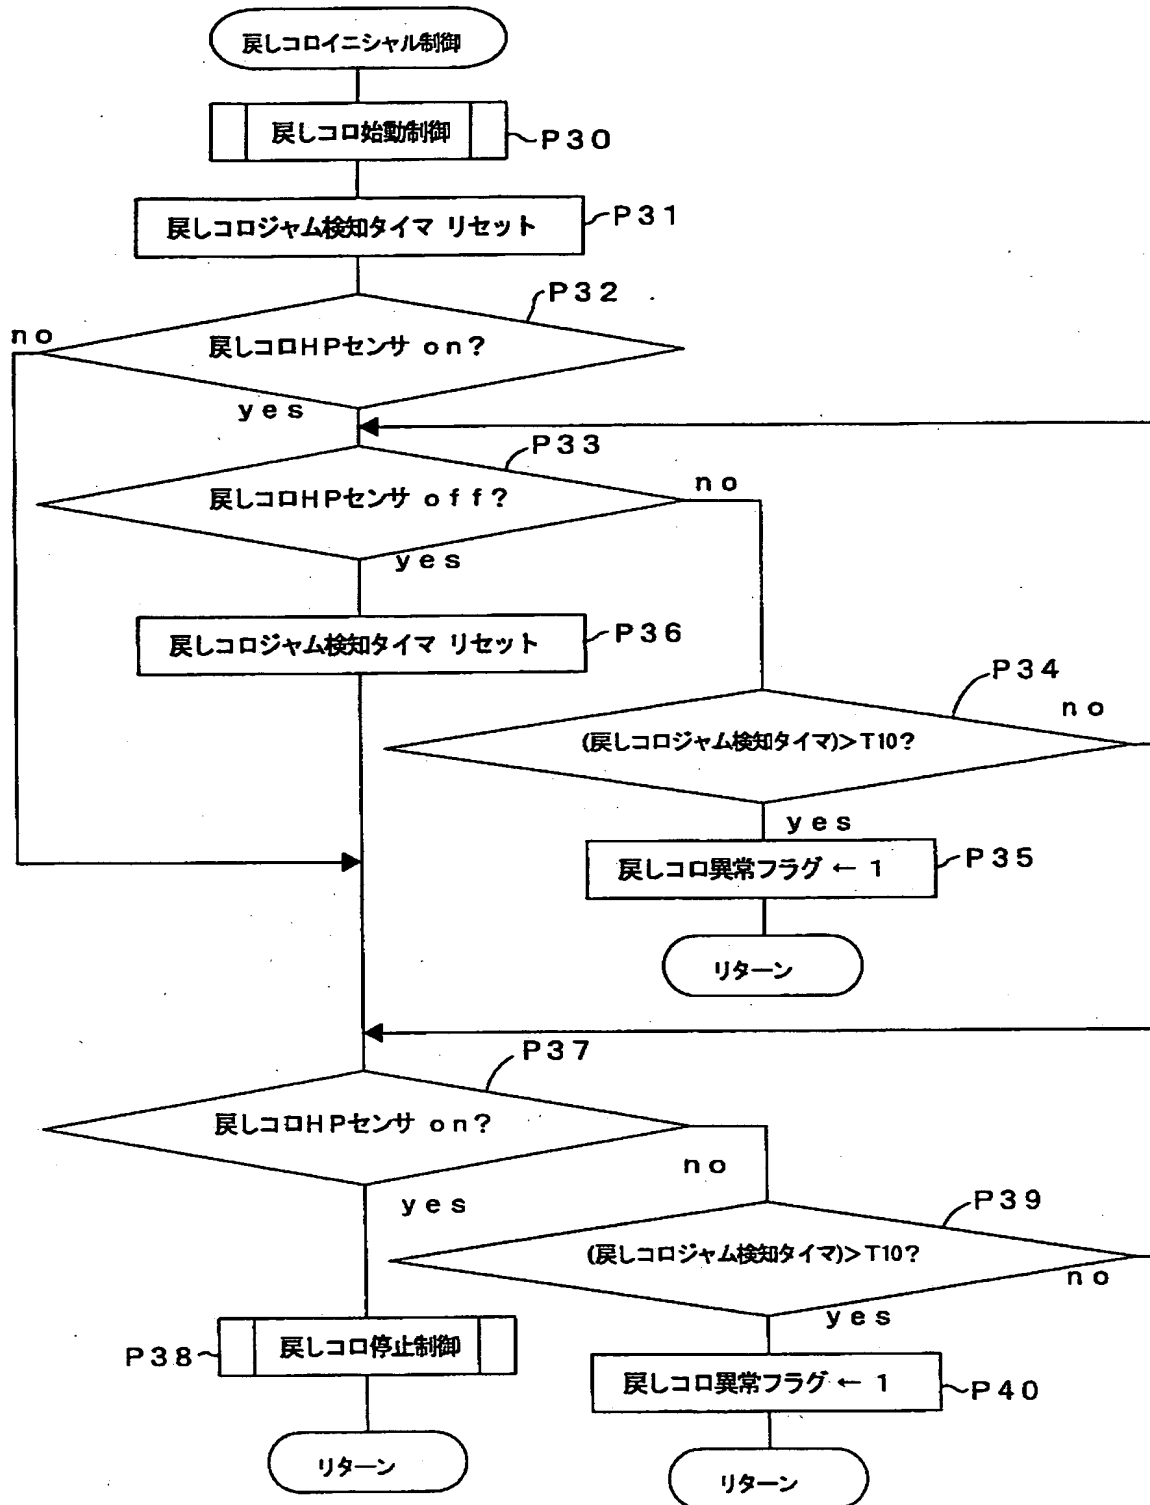 戻しコロイニシャル制御
戻しコロ始動制御
P30
戻しコロジャム検知タイマ リセット
P31
P32
no
戻しコロHPセンサ on?
yes
P33
戻しコロHPセンサ off?
no
yes
戻しコロジャム検知タイマ リセット
P36
P34
no
(戻しコロジャム検知タイマ)>T10?
yes
戻しコロ異常フラグ ← 1
P35
リターン
P37
戻しコロHPセンサ on?
no
yes
P39
(戻しコロジャム検知タイマ)>T10?
no
yes
P38
戻しコロ停止制御
戻しコロ異常フラグ ← 1
P40
リターン
リターン